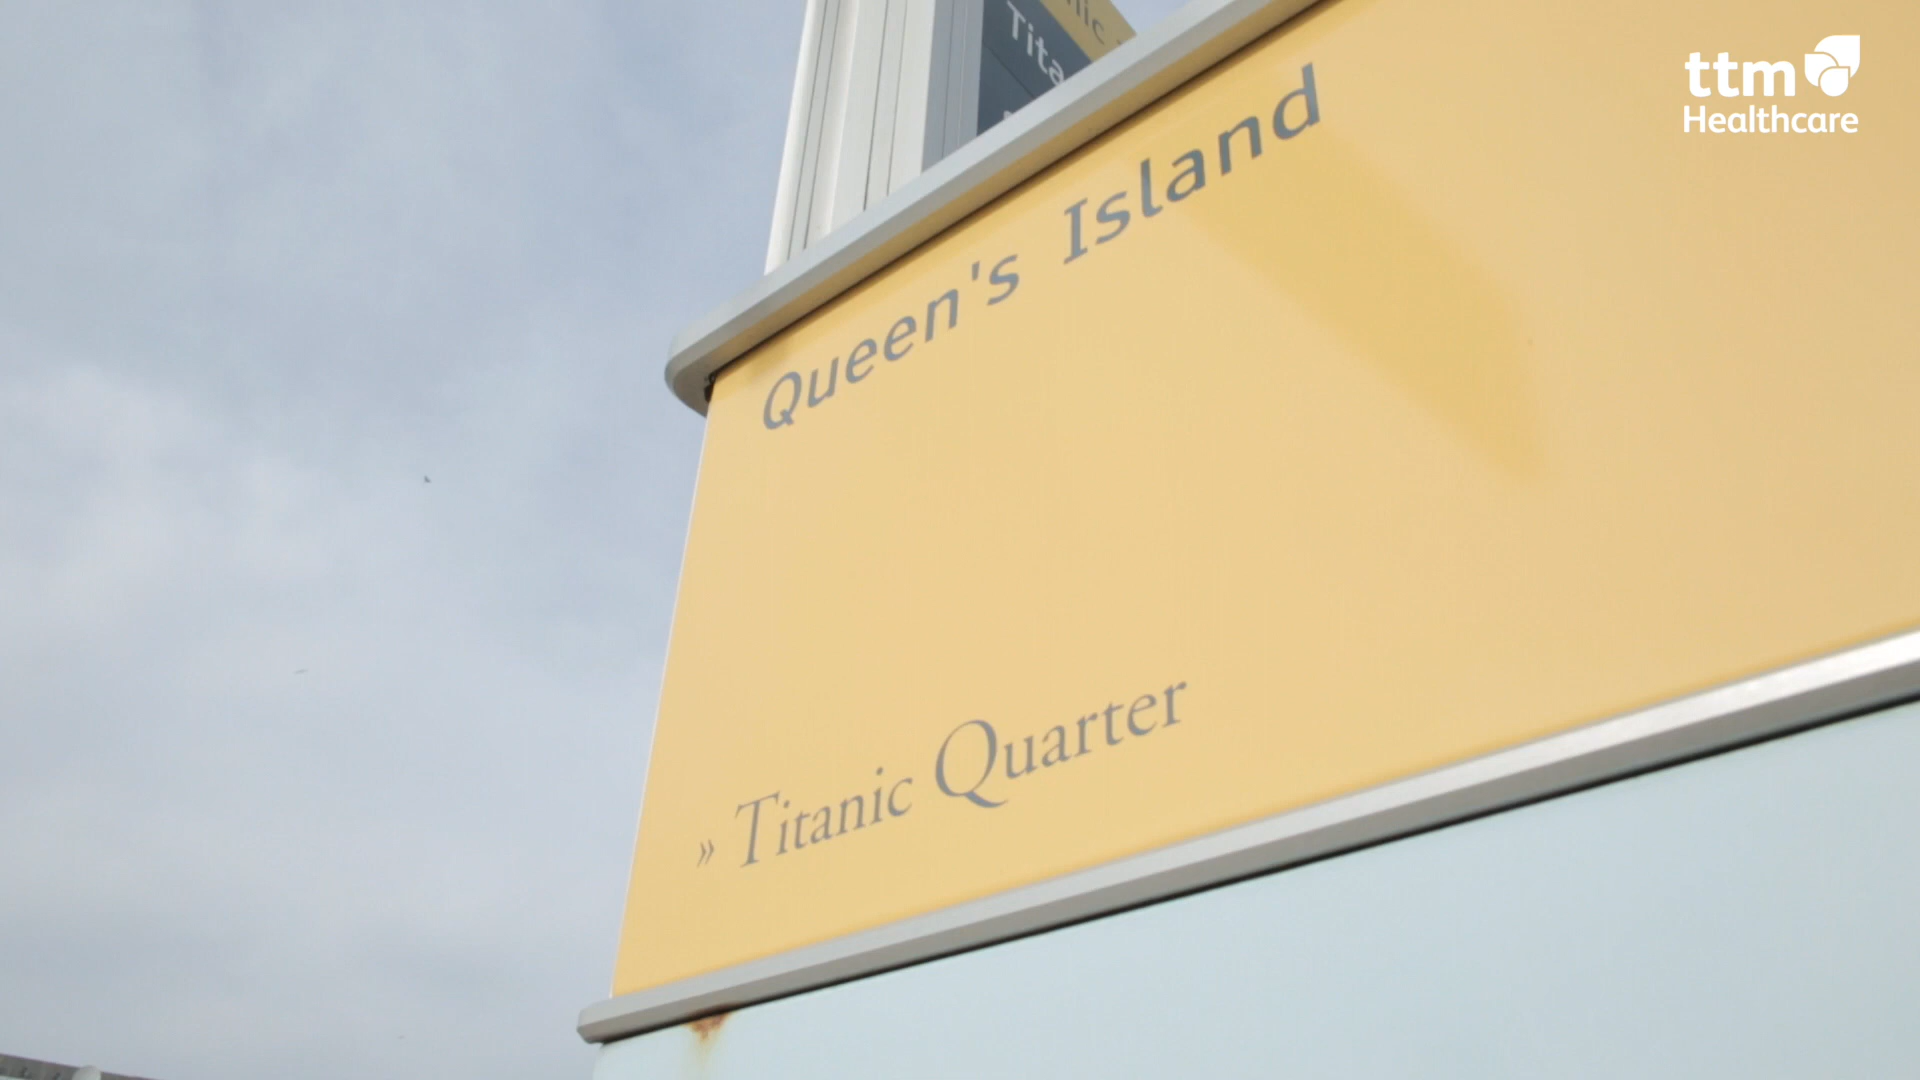 ttm
Healthcare
Queen's Island
» Titanic Quarter